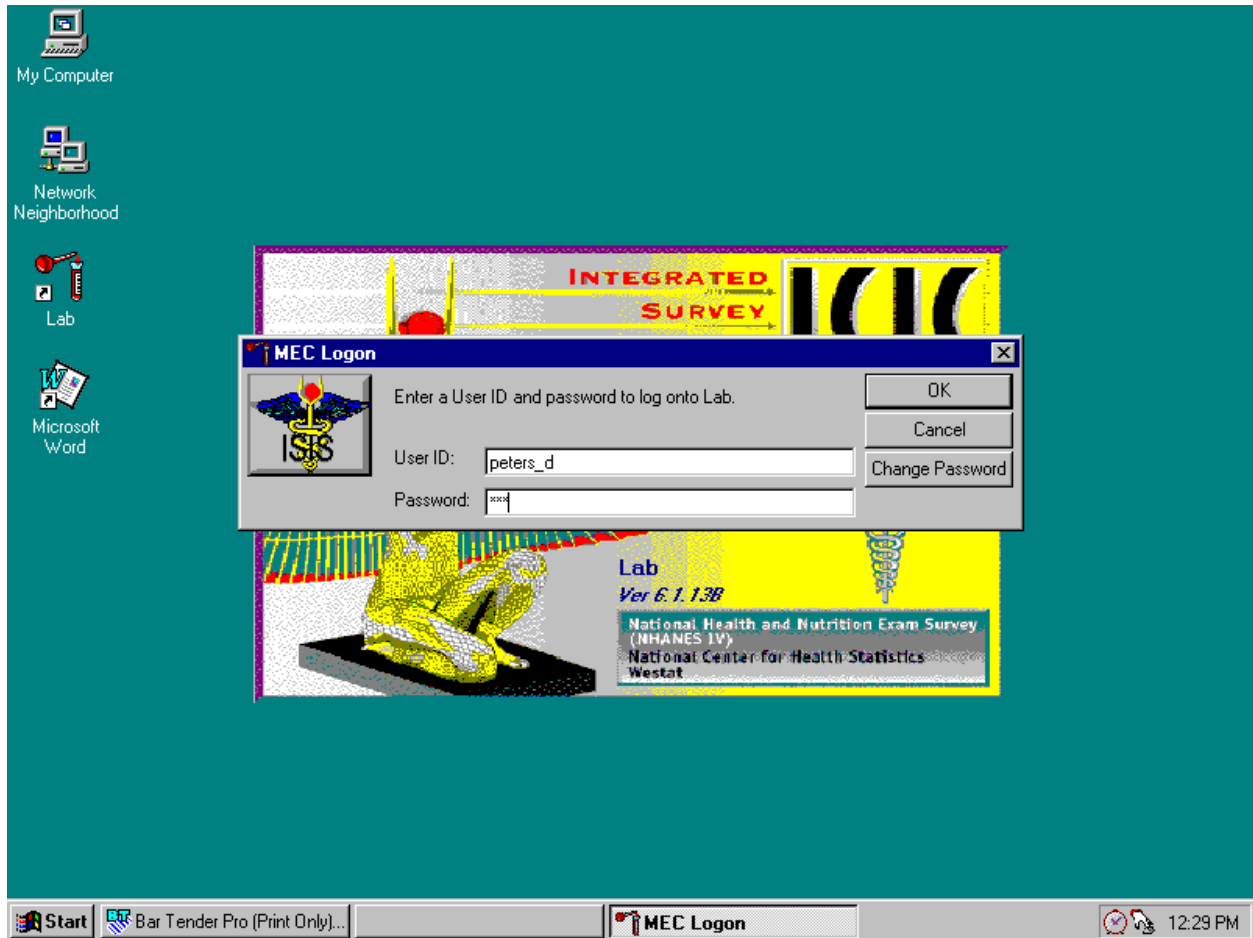 My Computer
Network
Neighborhood
Lab
Microsoft
Word
INTEGRATED
SURVEY
MEC Logon
Enter a User ID and password to log onto Lab.
ISIS
User ID:
peters_d
Password:
***
OK
Cancel
Change Password
Lab
Ver 6.1.13B
National Health and Nutrition Exam Survey
(NHANES IV)
National Center for Health Statistics
Westat
Start
Bar Tender Pro (Print Only)...
MEC Logon
12:29 PM